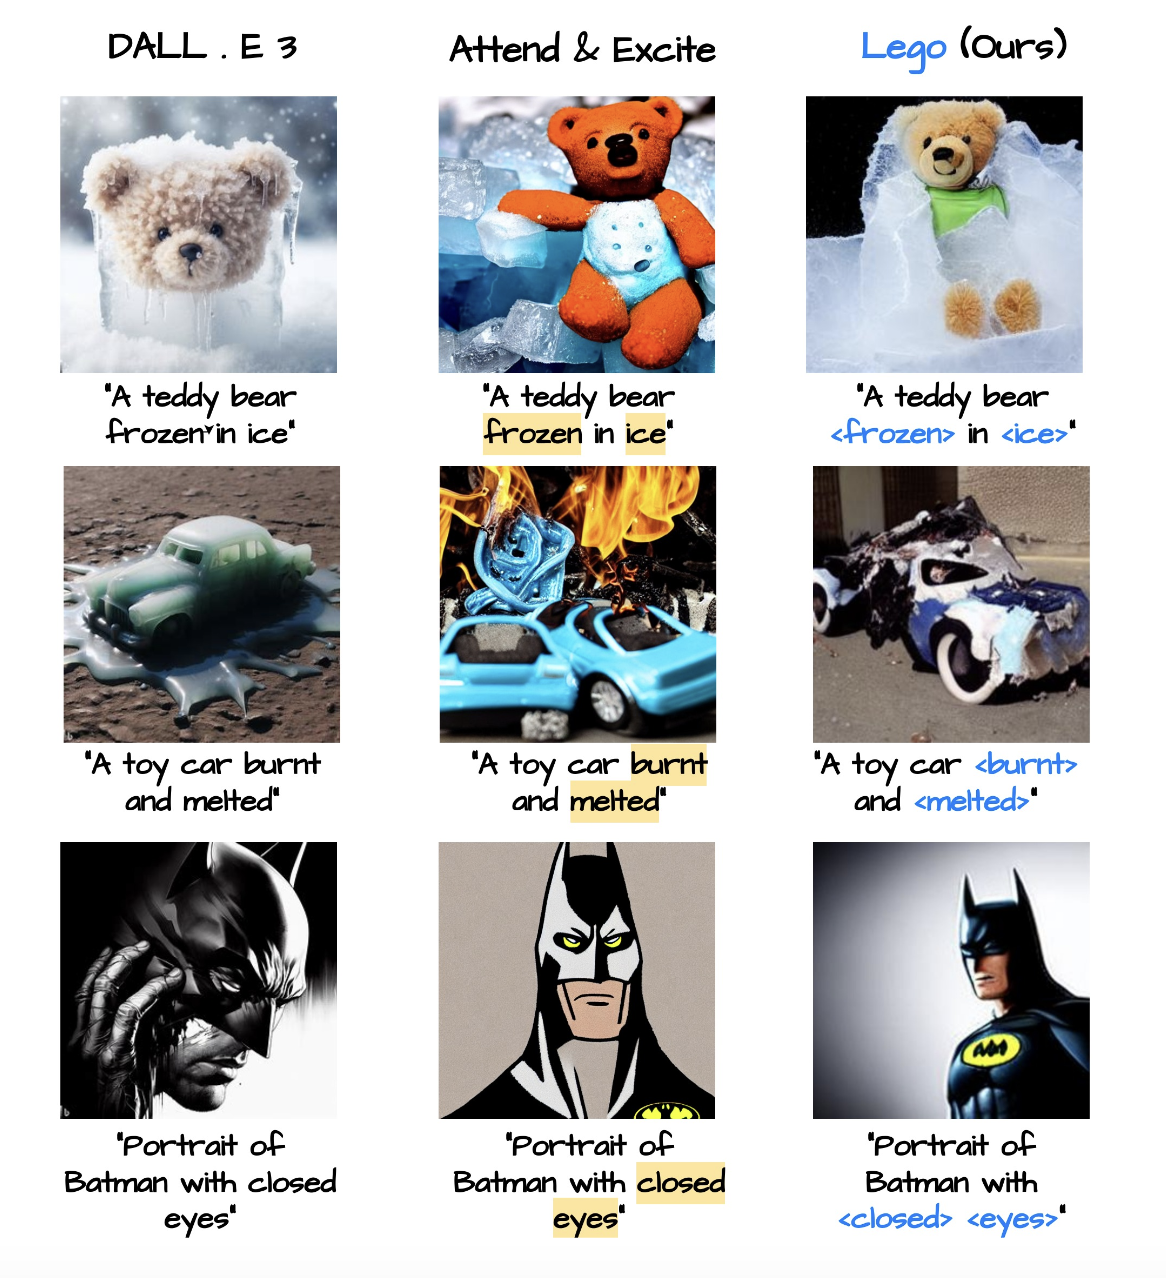 DALL . E 3
Attend & Excite
Lego (Ours)
"A teddy bear
frozen in ice"
"A teddy bear
frozen in ice"
"A teddy bear
<frozen> in <ice>"
"A toy car burnt
and melted"
"A toy car burnt
and melted"
"A toy car <burnt>
and <melted>"
"Portrait of
Batman with closed
eyes"
"Portrait of
Batman with closed
eyes"
"Portrait of
Batman with
<closed> <eyes>"